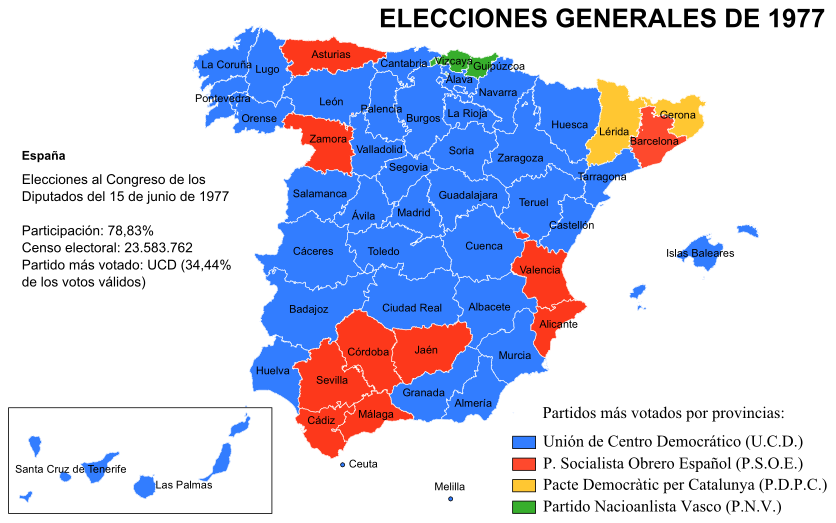 ELECCIONES GENERALES DE 1977
La Coruña
Lugo
Asturias
Cantabria
Vizcaya
Guipúzcoa
Álava
Navarra
Pontevedra
Orense
León
Palencia
Burgos
La Rioja
Huesca
Lérida
Gerona
Barcelona
Zamora
Valladolid
Soria
Zaragoza
Segovia
Tarragona
España
Elecciones al Congreso de los
Diputados del 15 de junio de 1977
Participación: 78,83%
Censo electoral: 23.583.762
Partido más votado: UCD (34,44%
de los votos válidos)
Salamanca
Ávila
Madrid
Guadalajara
Teruel
Castellón
Cáceres
Toledo
Cuenca
Valencia
Islas Baleares
Badajoz
Ciudad Real
Albacete
Alicante
Córdoba
Jaén
Murcia
Huelva
Sevilla
Granada
Almería
Cádiz
Málaga
Ceuta
Melilla
Santa Cruz de Tenerife
Las Palmas
Partidos más votados por provincias:
Unión de Centro Democrático (U.C.D.)
P. Socialista Obrero Español (P.S.O.E.)
Pacte Democràtic per Catalunya (P.D.P.C.)
Partido Nacioanlista Vasco (P.N.V.)